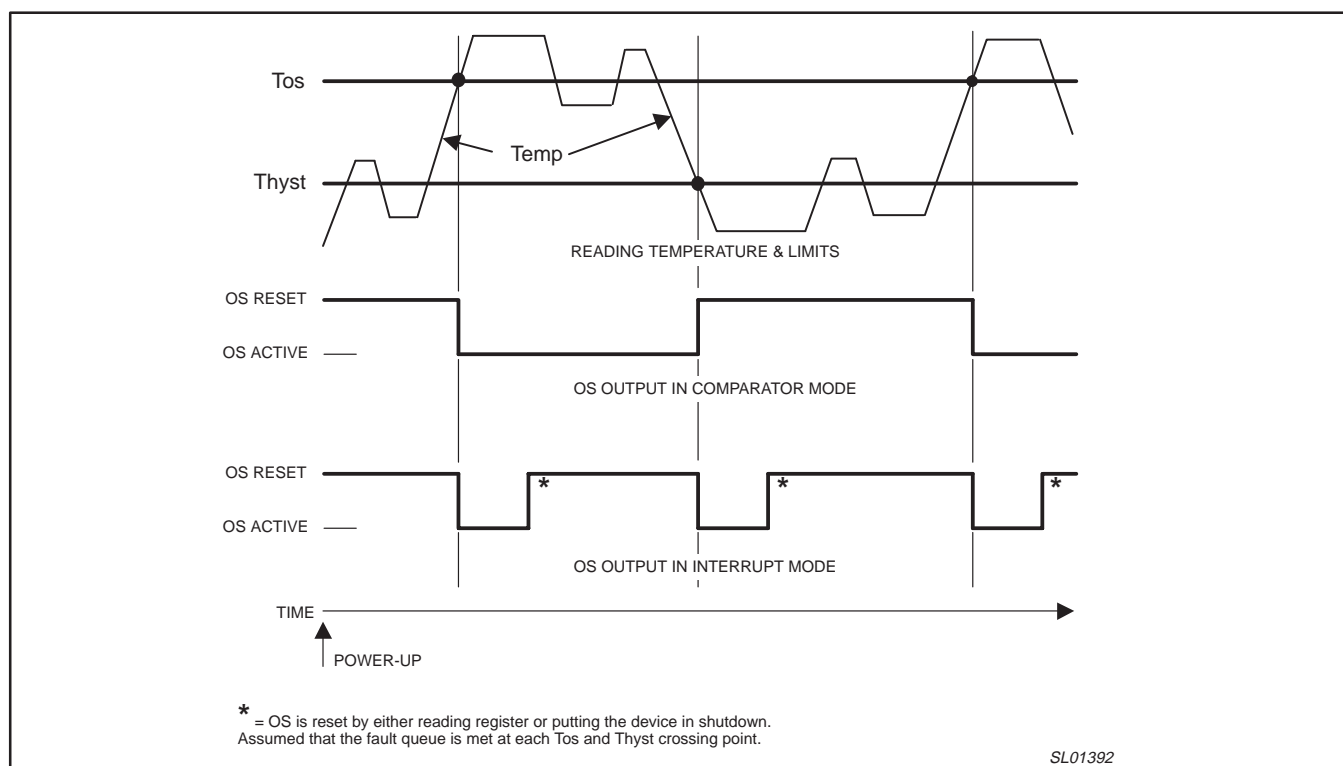 Tos
Temp
Thyst
READING TEMPERATURE & LIMITS
OS RESET
OS ACTIVE
OS OUTPUT IN COMPARATOR MODE
OS RESET
* * *
OS ACTIVE
OS OUTPUT IN INTERRUPT MODE
TIME
POWER-UP
* = OS is reset by either reading register or putting the device in shutdown.
Assumed that the fault queue is met at each Tos and Thyst crossing point.
SL01392